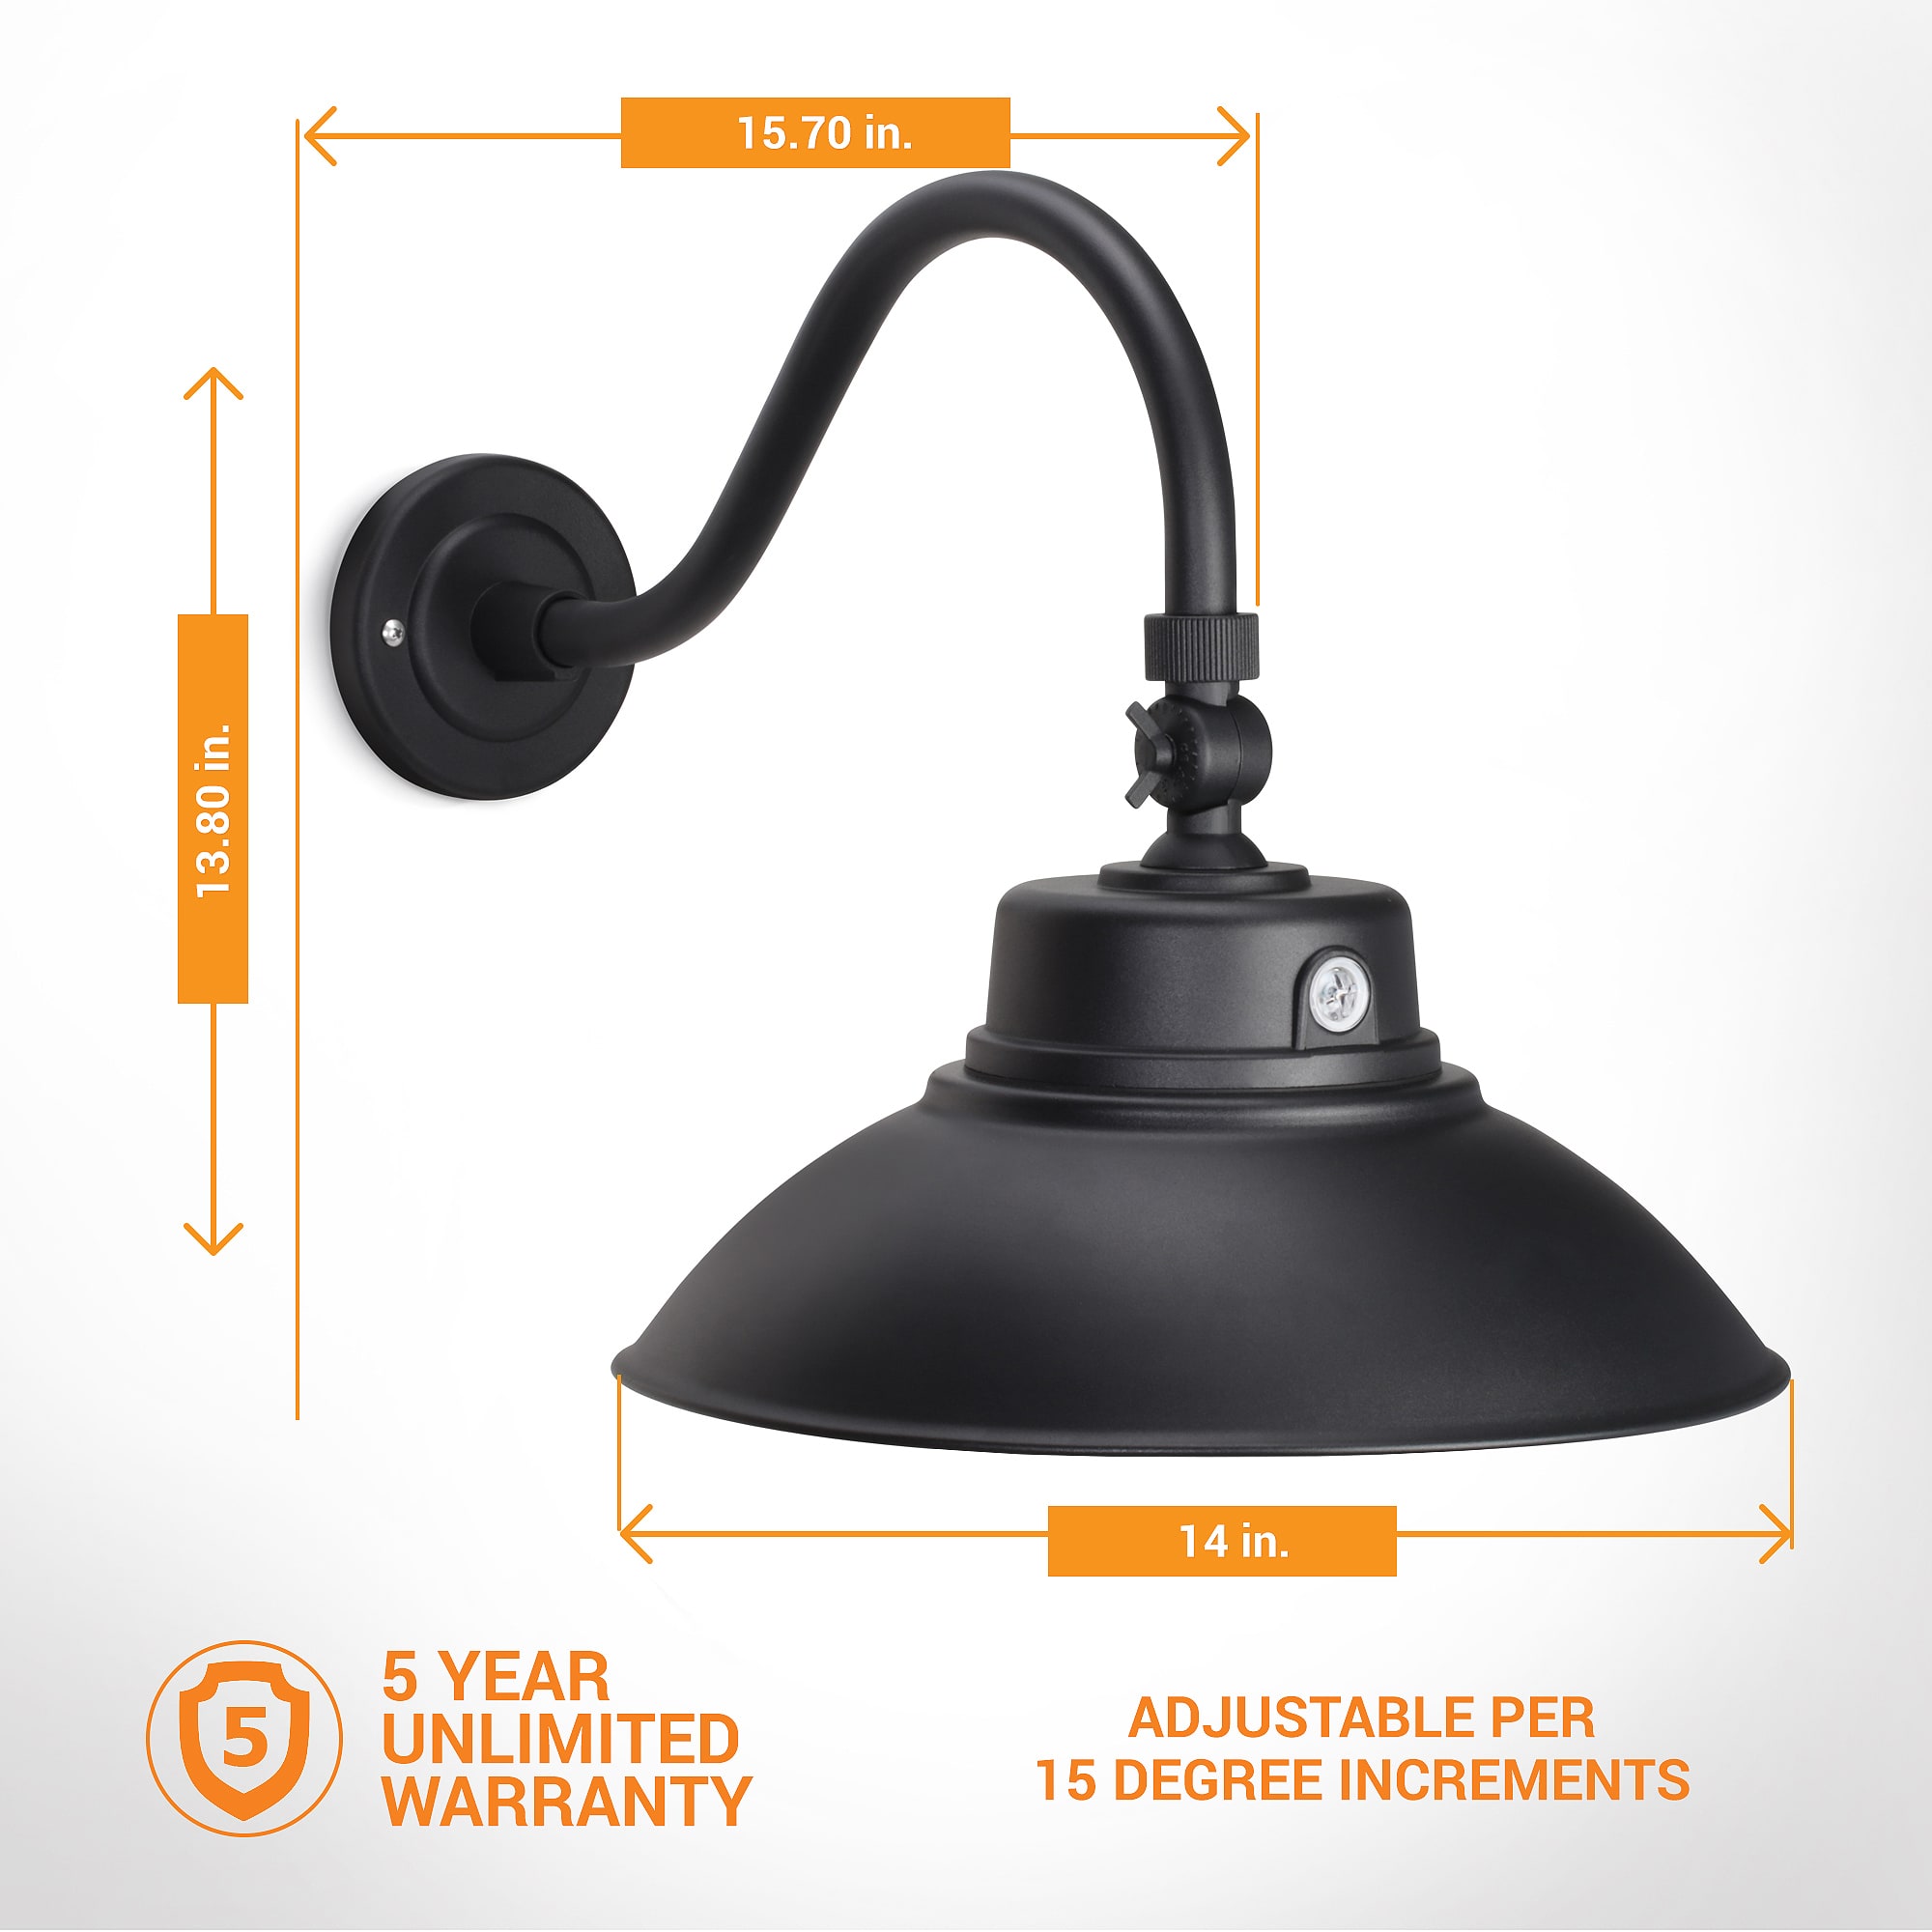 15.70 in.
13.80 in.
14 in.
5
5 YEAR
UNLIMITED
WARRANTY
ADJUSTABLE PER
15 DEGREE INCREMENTS